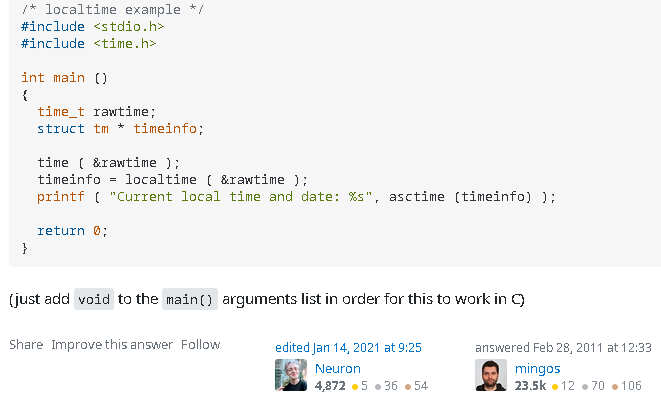 /* localtime example */
#include <stdio.h>
#include <time.h>
int main ()
{
  time_t rawtime;
  struct tm * timeinfo;
  time ( &rawtime );
  timeinfo = localtime ( &rawtime );
  printf ( "Current local time and date: %s", asctime (timeinfo) );
  return 0;
}
(just add void to the main() arguments list in order for this to work in C)
Share Improve this answer Follow
edited Jan 14, 2021 at 9:25
Neuron
4,872 5 36 54
answered Feb 28, 2011 at 12:33
mingos
23.5k 12 70 106